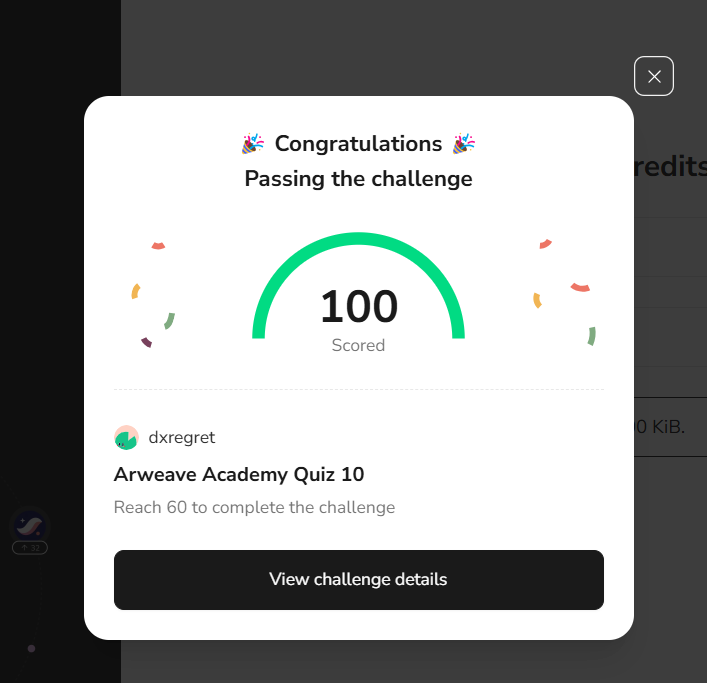 Congratulations
Passing the challenge
100
Scored
dxregret
Arweave Academy Quiz 10
Reach 60 to complete the challenge
View challenge details
redits
0 KiB.
32